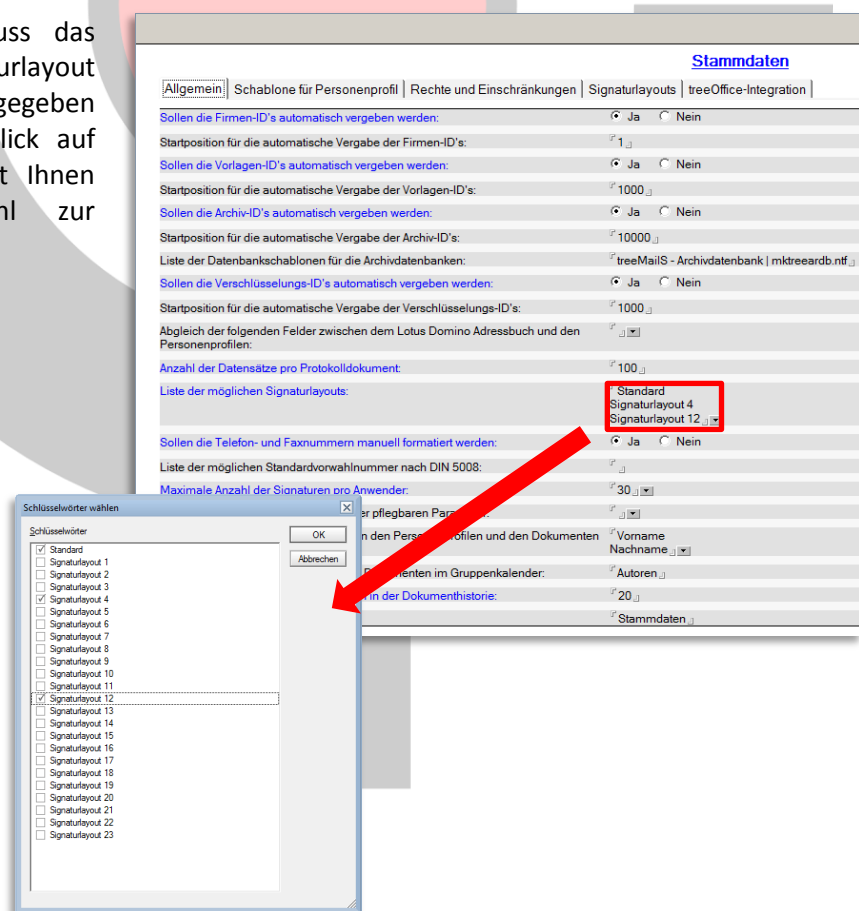 das
gegeben
auf
Ihnen
zur
Stammdaten
Allgemein Schablone für Personenprofil Rechte und Einschränkungen Signaturlayouts treeOffice-Integration
Sollen die Firmen-ID's automatisch vergeben werden: Ja Nein
Startposition für die automatische Vergabe der Firmen-ID's: 1
Sollen die Vorlagen-ID's automatisch vergeben werden: Ja Nein
Startposition für die automatische Vergabe der Vorlagen-ID's: 1000
Sollen die Archiv-ID's automatisch vergeben werden: Ja Nein
Startposition für die automatische Vergabe der Archiv-ID's: 10000
Liste der Datenbankschablonen für die Archivdatenbanken: treeMailS - Archivdatenbank | mktreeardb.ntf
Sollen die Verschlüsselungs-ID's automatisch vergeben werden: Ja Nein
Startposition für die automatische Vergabe der Verschlüsselungs-ID's: 1000
Abgleich der folgenden Felder zwischen dem Lotus Domino Adressbuch und den
Personenprofilen:
Anzahl der Datensätze pro Protokolldokument: 100
Liste der möglichen Signaturlayouts: Standard
Signaturlayout 4
Signaturlayout 12
Sollen die Telefon- und Faxnummern manuell formatiert werden: Ja Nein
Liste der möglichen Standardvorwahlnummer nach DIN 5008:
Maximale Anzahl der Signaturen pro Anwender: 30
er pflegbaren
n den und den Dokumenten Vorname
Nachname
im Gruppenkalender: Autoren
in der Dokumenthistorie: 20
Stammdaten
Schlüsselwörter wählen
Schlüsselwörter
OK
Abbrechen
Standard
Signaturlayout 1
Signaturlayout 2
Signaturlayout 3
Signaturlayout 4
Signaturlayout 5
Signaturlayout 6
Signaturlayout 7
Signaturlayout 8
Signaturlayout 9
Signaturlayout 10
Signaturlayout 11
Signaturlayout 12
Signaturlayout 13
Signaturlayout 14
Signaturlayout 15
Signaturlayout 16
Signaturlayout 17
Signaturlayout 18
Signaturlayout 19
Signaturlayout 20
Signaturlayout 21
Signaturlayout 22
Signaturlayout 23